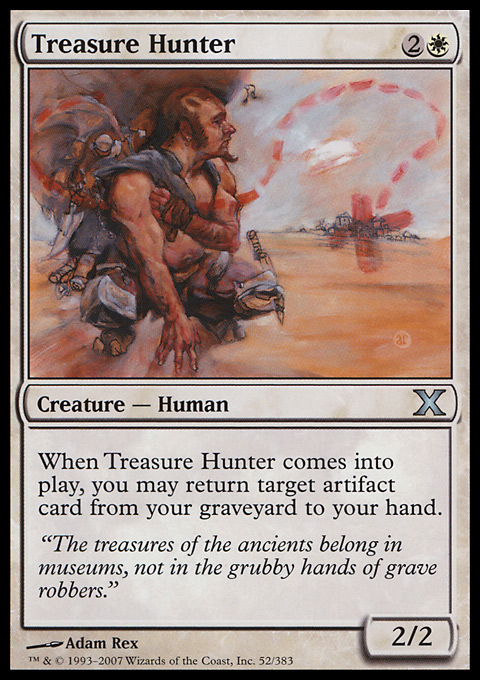 Treasure Hunter 2
Creature — Human X
When Treasure Hunter comes into
play, you may return target artifact
card from your graveyard to your hand.
“The treasures of the ancients belong in
museums, not in the grubby hands of grave
robbers.”
2/2
Adam Rex
™ & © 1993–2007 Wizards of the Coast, Inc. 52/383